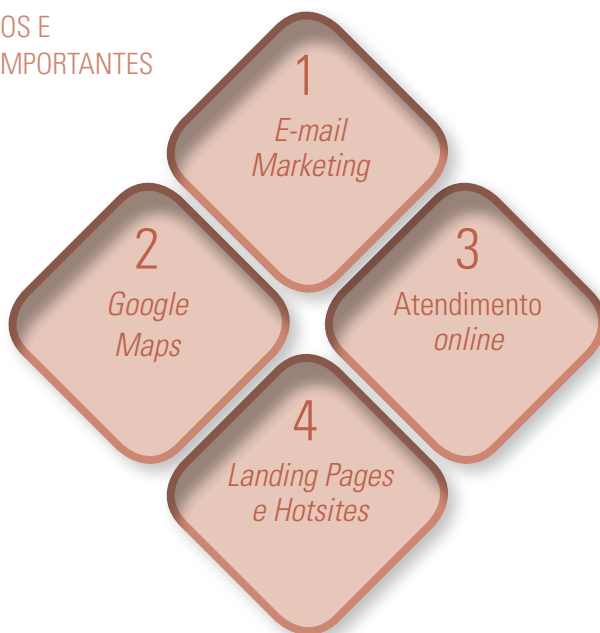 OS E
MPORTANTES
1
E-mail
Marketing
2
Google
Maps
3
Atendimento
online
4
Landing Pages
e Hotsites